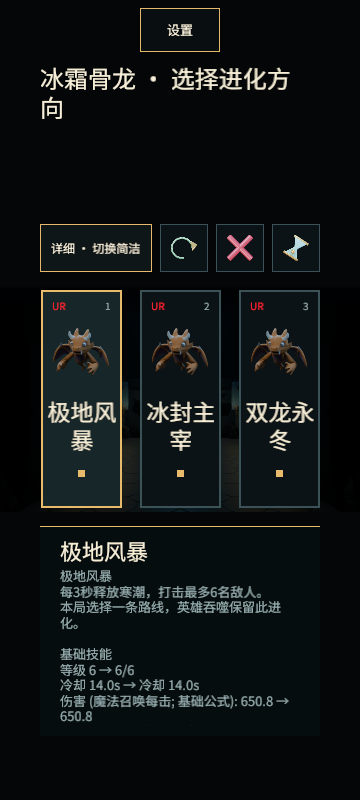 设置
冰霜骨龙 · 选择进化方
向
详细 · 切换简洁
UR 1
极地风
暴
UR 2
冰封主
宰
UR 3
双龙永
冬
极地风暴
极地风暴
每3秒释放寒潮，打击最多6名敌人。
本局选择一条路线，英雄吞噬保留此进
化。
基础技能
等级 6 → 6/6
冷却 14.0s → 冷却 14.0s
伤害 (魔法召唤每击; 基础公式): 650.8 →
650.8